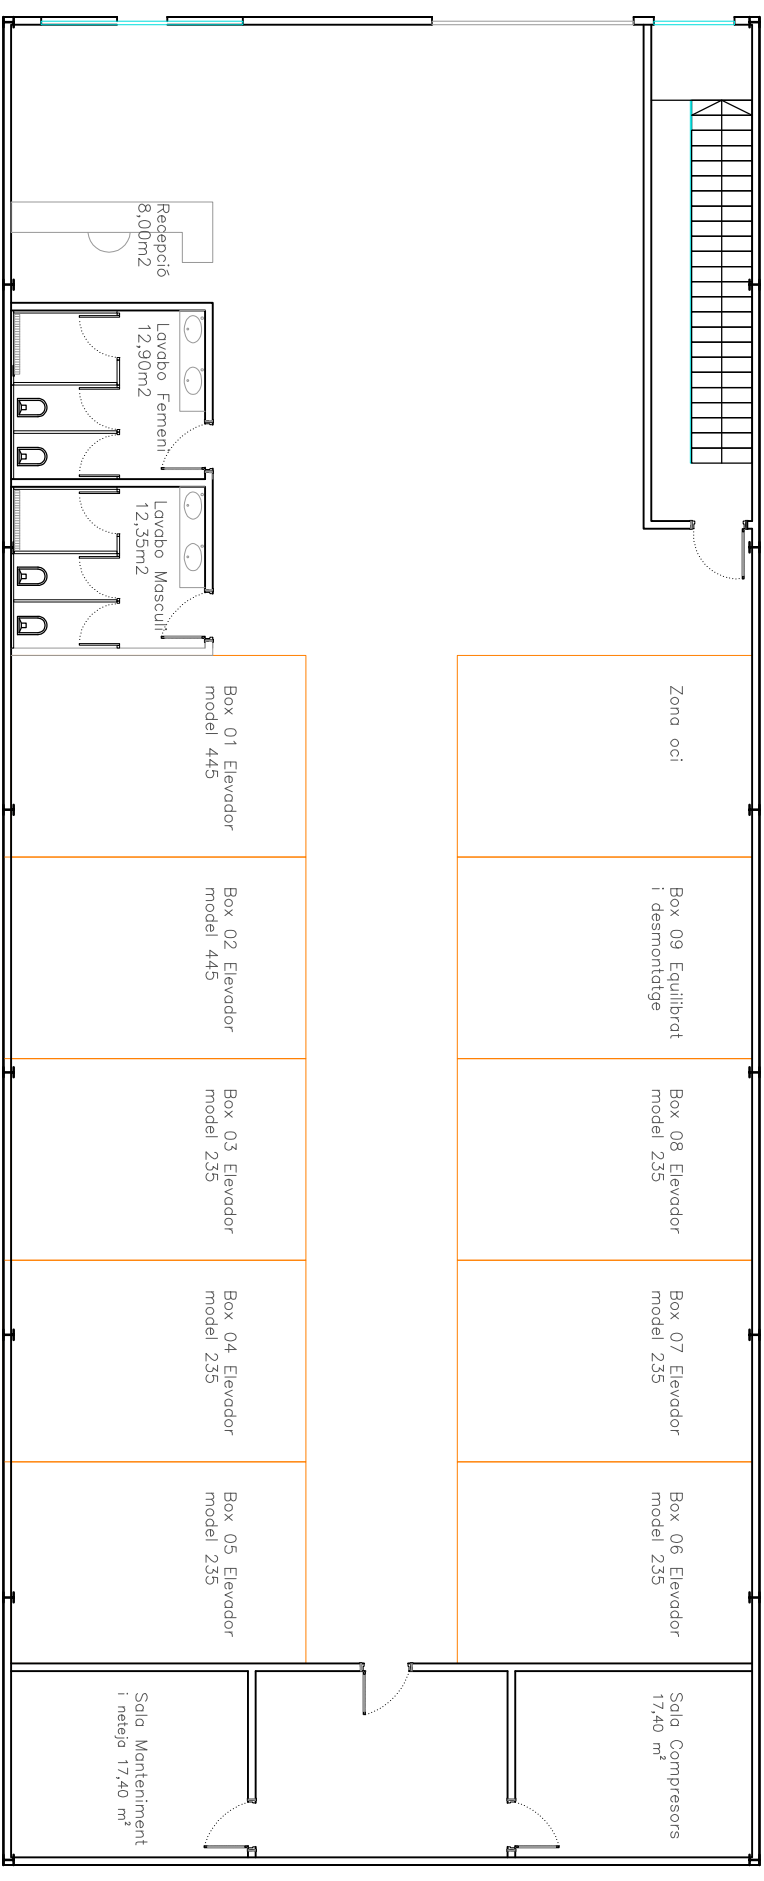 Recepció
8,00m2
Lavabo Femení
12,90m2
Lavabo Masculí
12,35m2
Box 01 Elevador
model 445
Zona oci
Box 02 Elevador
model 445
Box 09 Equilibrat
i desmontatge
Box 03 Elevador
model 235
Box 08 Elevador
model 235
Box 04 Elevador
model 235
Box 07 Elevador
model 235
Box 05 Elevador
model 235
Box 06 Elevador
model 235
Sala Manteniment
i neteja 17,40 m²
Sala Compresors
17,40 m²